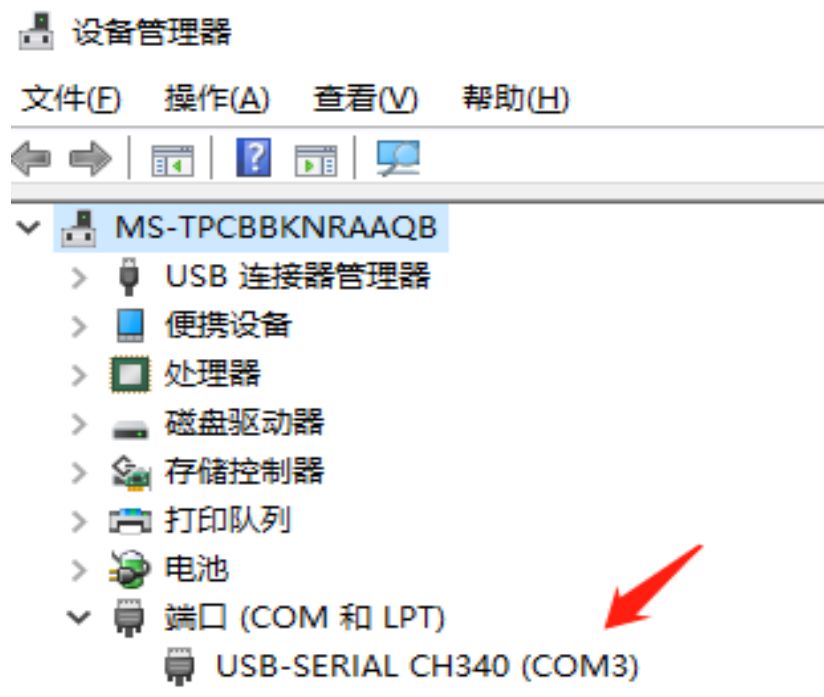 设备管理器
文件(F) 操作(A) 查看(V) 帮助(H)
MS-TPCBBKNRAAQB
USB 连接器管理器
便携设备
处理器
磁盘驱动器
存储控制器
打印队列
电池
端口 (COM 和 LPT)
USB-SERIAL CH340 (COM3)